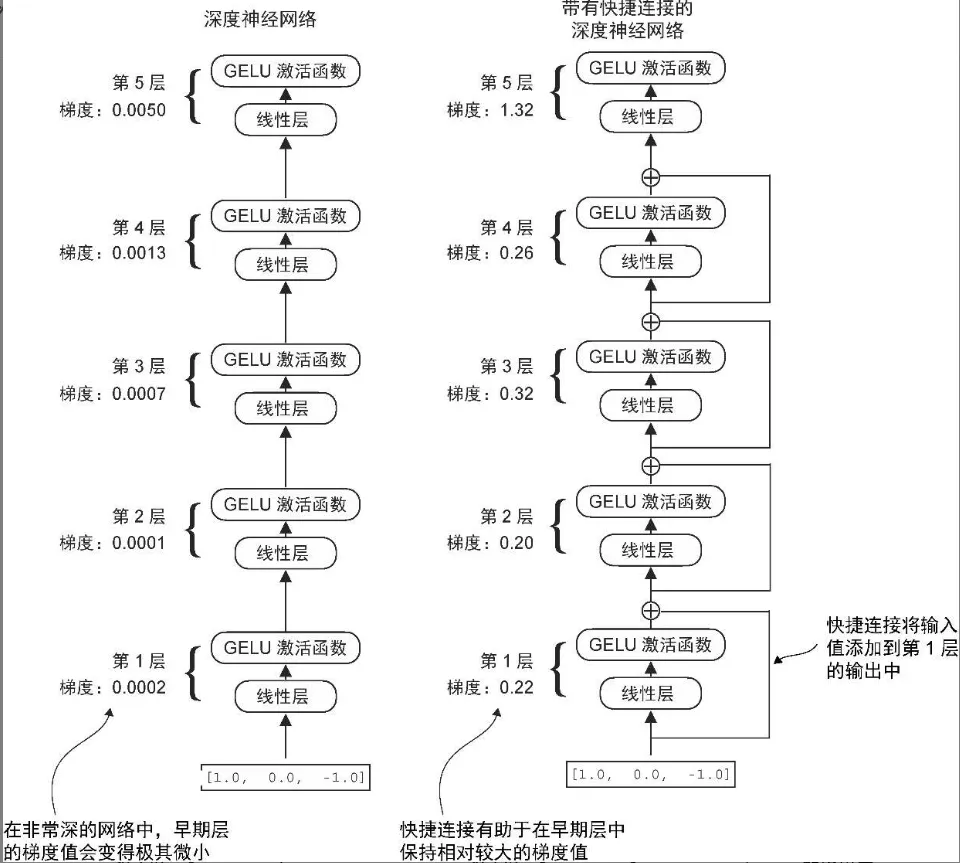 深度神经网络
第 5 层
梯度：0.0050
GELU 激活函数
线性层
第 4 层
梯度：0.0013
GELU 激活函数
线性层
第 3 层
梯度：0.0007
GELU 激活函数
线性层
第 2 层
梯度：0.0001
GELU 激活函数
线性层
第 1 层
梯度：0.0002
GELU 激活函数
线性层
[1.0, 0.0, -1.0]
在非常深的网络中，早期层
的梯度值会变得极其微小
带有快捷连接的
深度神经网络
第 5 层
梯度：1.32
GELU 激活函数
线性层
第 4 层
梯度：0.26
GELU 激活函数
线性层
第 3 层
梯度：0.32
GELU 激活函数
线性层
第 2 层
梯度：0.20
GELU 激活函数
线性层
第 1 层
梯度：0.22
GELU 激活函数
线性层
[1.0, 0.0, -1.0]
快捷连接将输入
值添加到第 1 层
的输出中
快捷连接有助于在早期层中
保持相对较大的梯度值